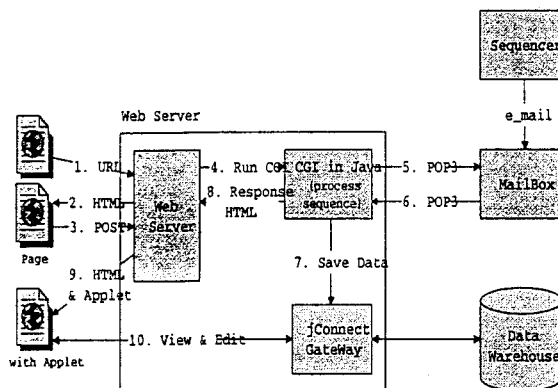 Sequencer
Web Server
e_mail
1. URL
4. Run CGI
CGI in Java
(process
sequence)
5. POP3
MailBox
2. HTML
Web
Server
8. Response
HTML
6. POP3
3. POST
Page
7. Save Data
9. HTML
& Applet
jConnect
GateWay
10. View & Edit
Data
Warehouse
with Applet